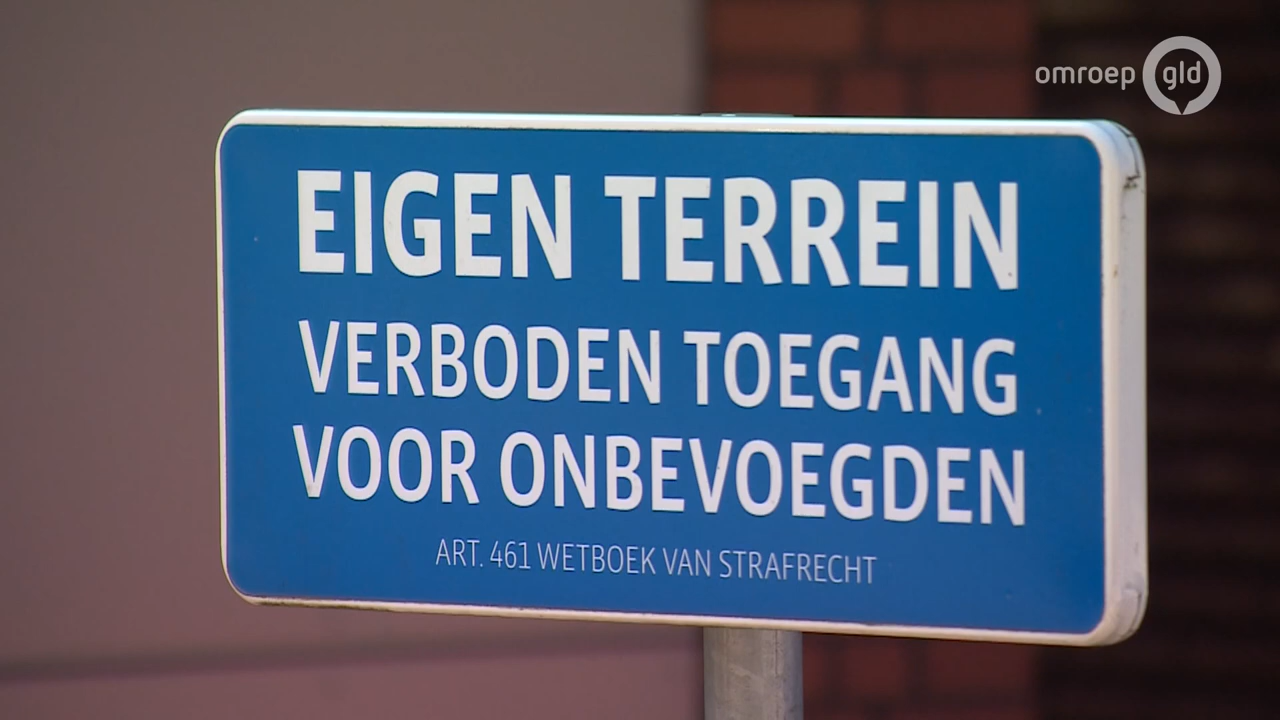 omroep gld
EIGEN TERREIN
VERBODEN TOEGANG
VOOR ONBEVOEGDEN
ART. 461 WETBOEK VAN STRAFRECHT